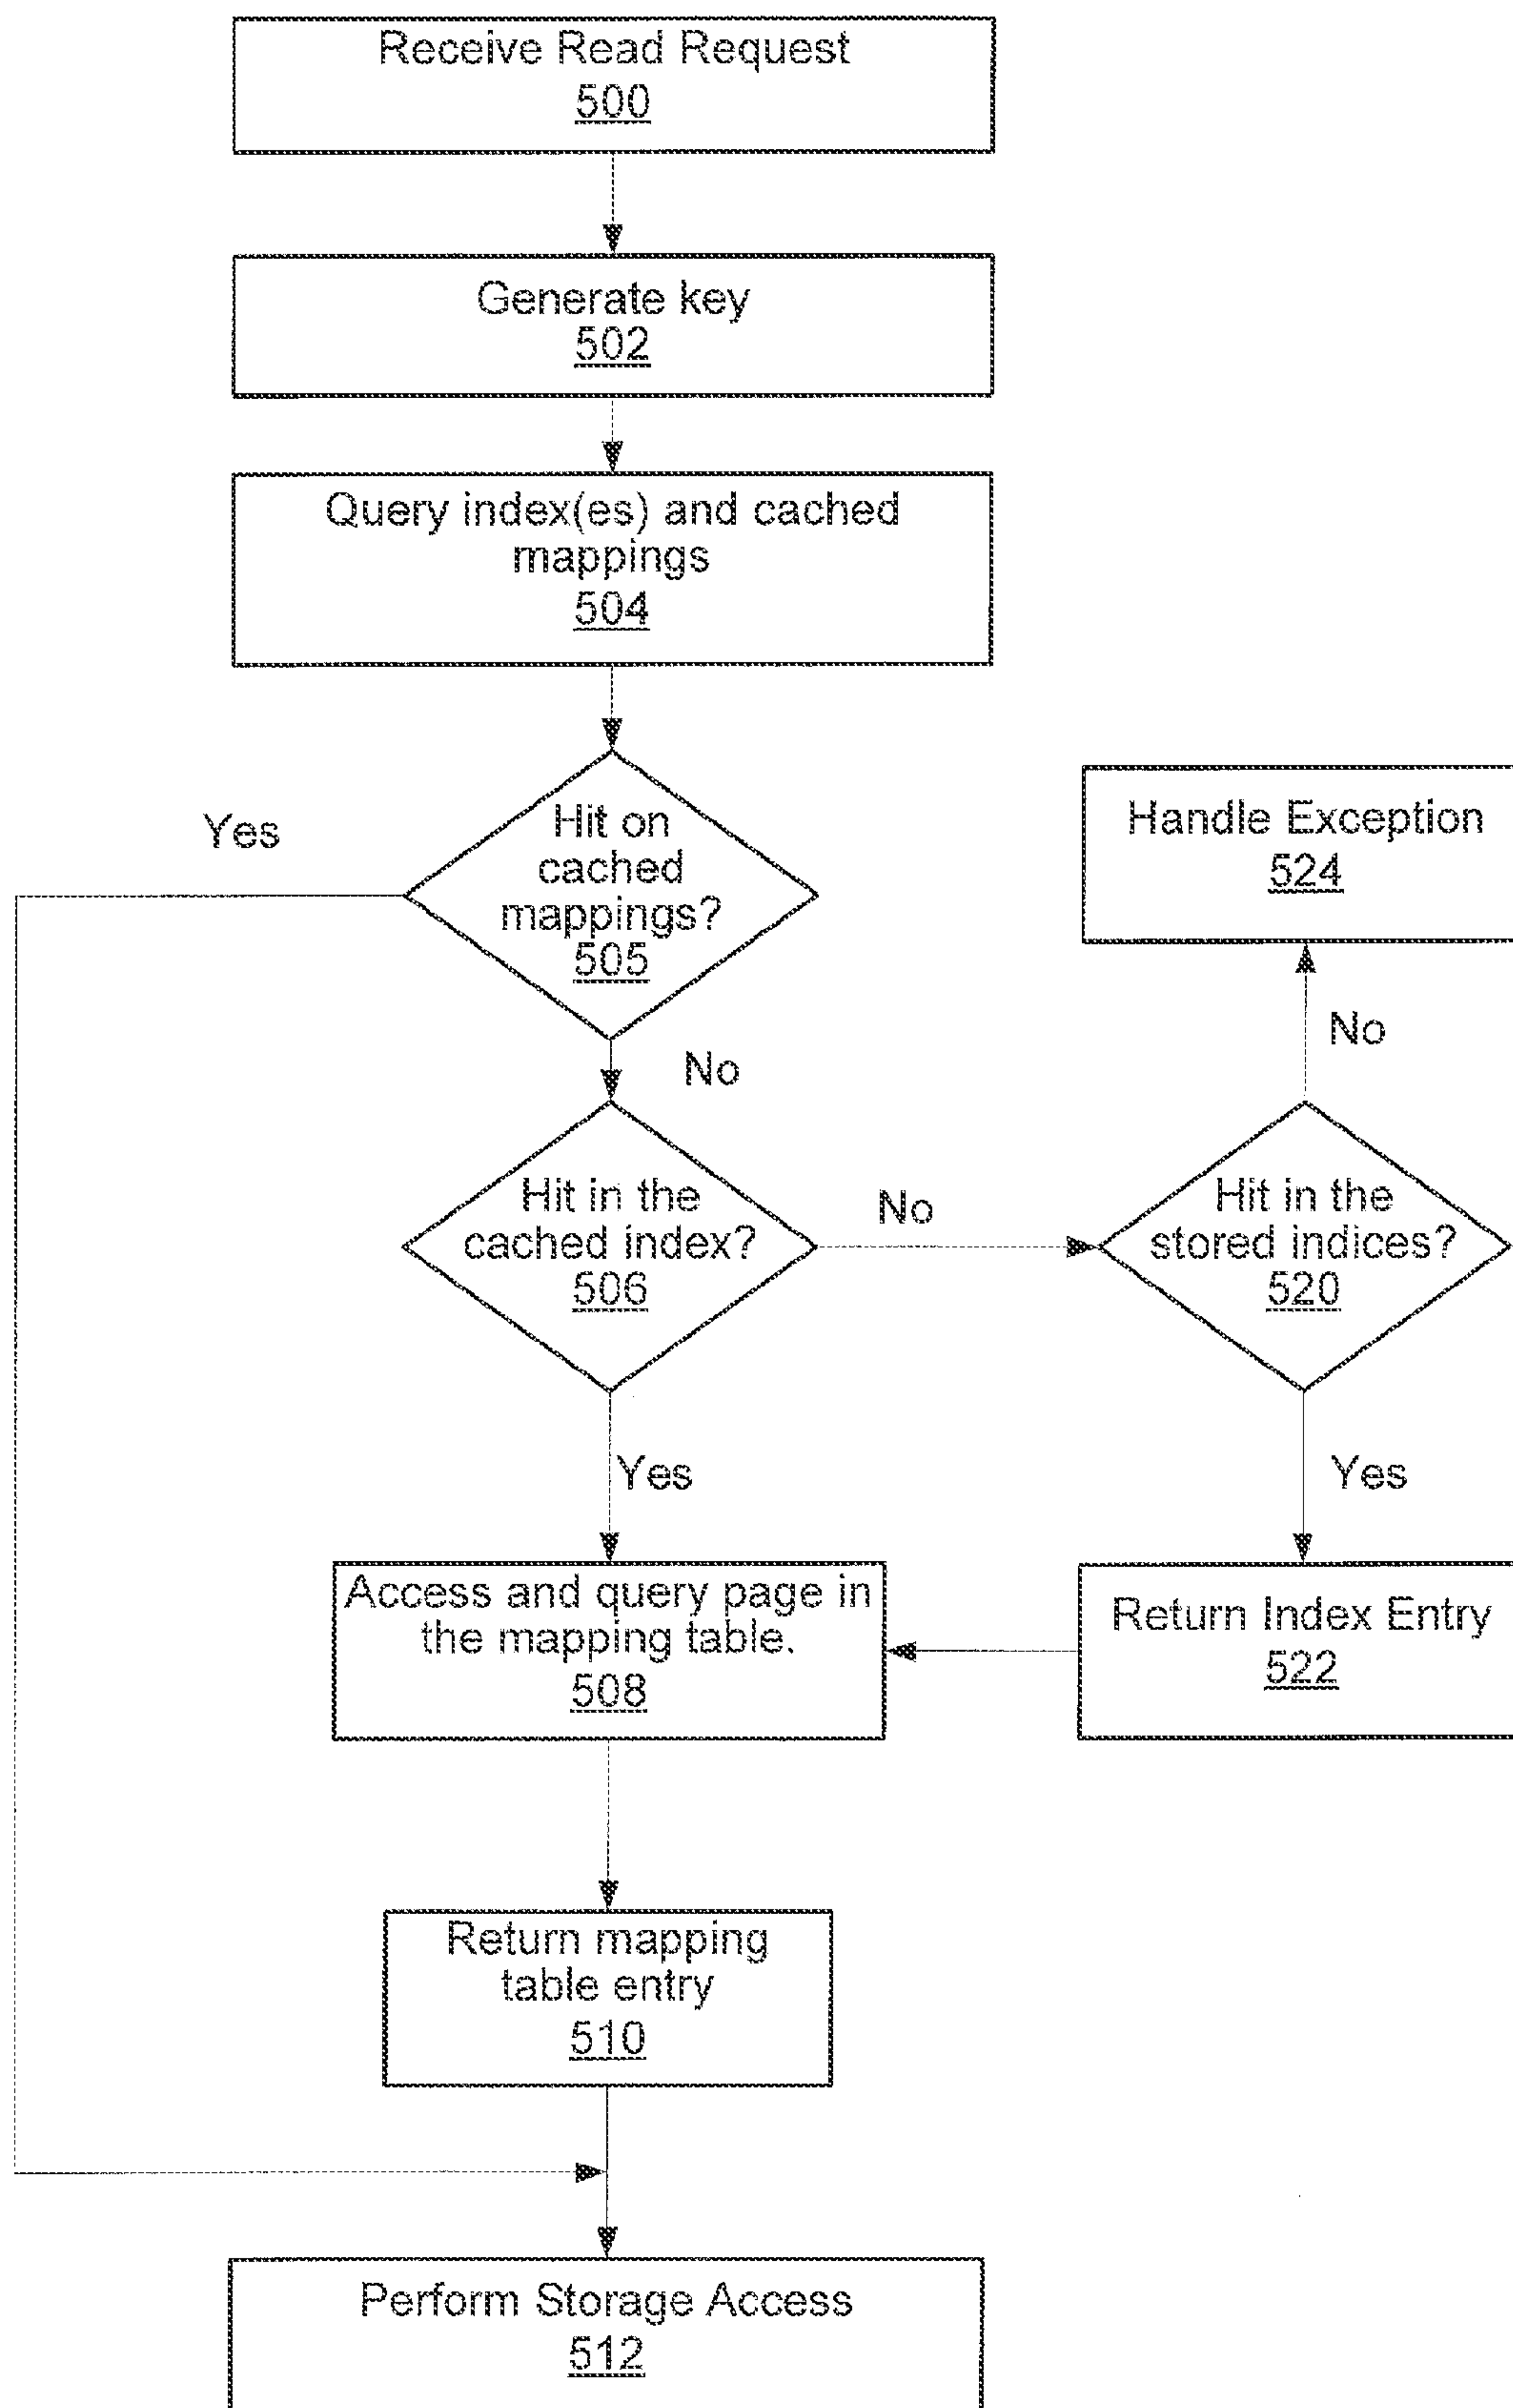 Receive Read Request
500
Generate key
502
Query index(es) and cached
mappings
504
Yes
Hit on
cached
mappings?
505
Handle Exception
524
No
No
Hit in the
cached index?
506
No
Hit in the
stored indices?
520
Yes
Yes
Access and query page in
the mapping table.
508
Return Index Entry
522
Return mapping
table entry
510
Perform Storage Access
512